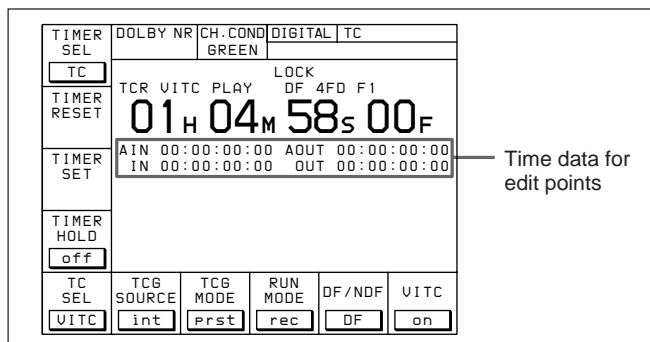 TIMER SEL
TC
DOLBY NR CH.COND DIGITAL TC
GREEN
TIMER RESET
LOCK
TCR VITC PLAY DF 4FD F1
01H 04M 58S 00F
TIMER SET
AIN 00:00:00:00 AOUT 00:00:00:00
IN 00:00:00:00 OUT 00:00:00:00
Time data for
edit points
TIMER HOLD
off
TC SEL
VITC
TCG SOURCE
int
TCG MODE
prst
RUN MODE
rec
DF/NDF
DF
VITC
on